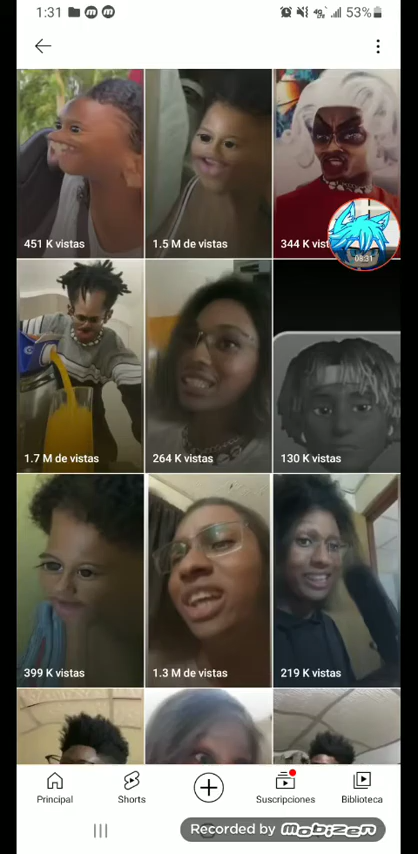 1:31
4G
53%
451 K vistas
1.5 M de vistas
344 K vist
08:31
1.7 M de vistas
264 K vistas
130 K vistas
399 K vistas
1.3 M de vistas
219 K vistas
Principal
Shorts
Suscripciones
Biblioteca
Recorded by mobizen